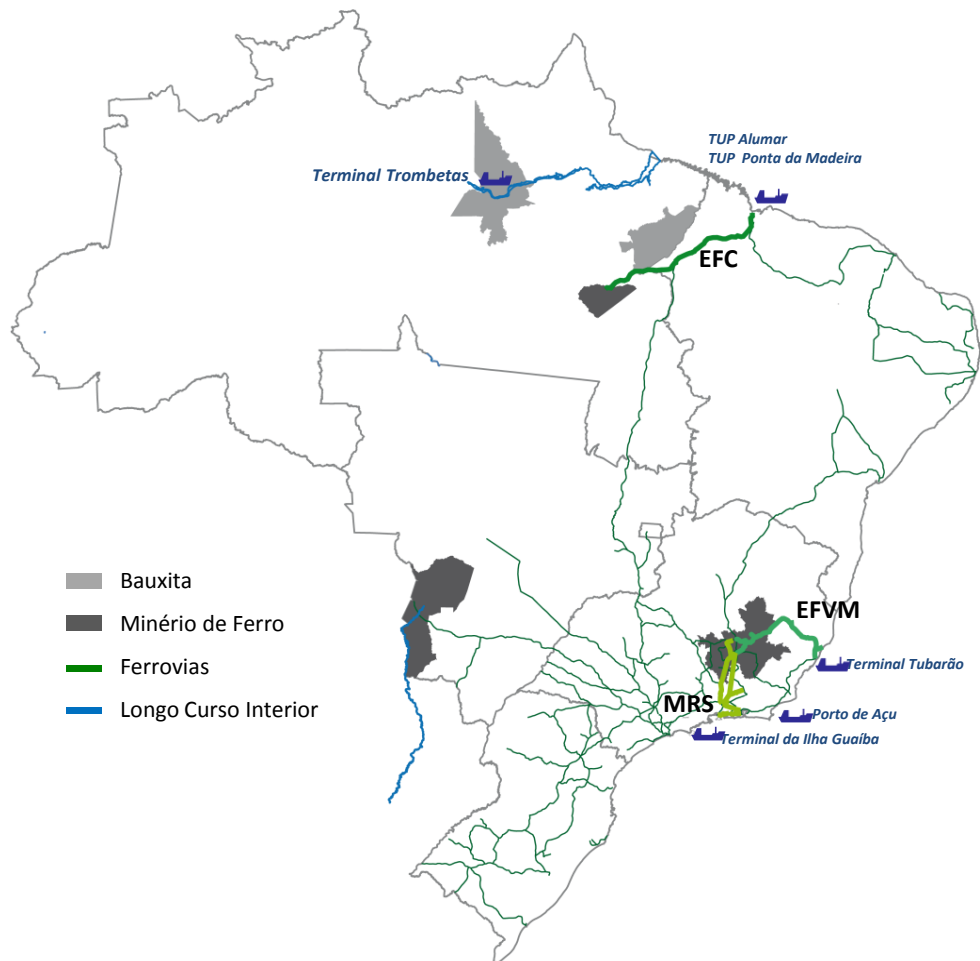 TUP Alumar
TUP Ponta da Madeira
Terminal Trombetas
EFC
Bauxita
Minério de Ferro
Ferrovias
Longo Curso Interior
EFVM
Terminal Tubarão
MRS
Porto de Açu
Terminal da Ilha Guaíba